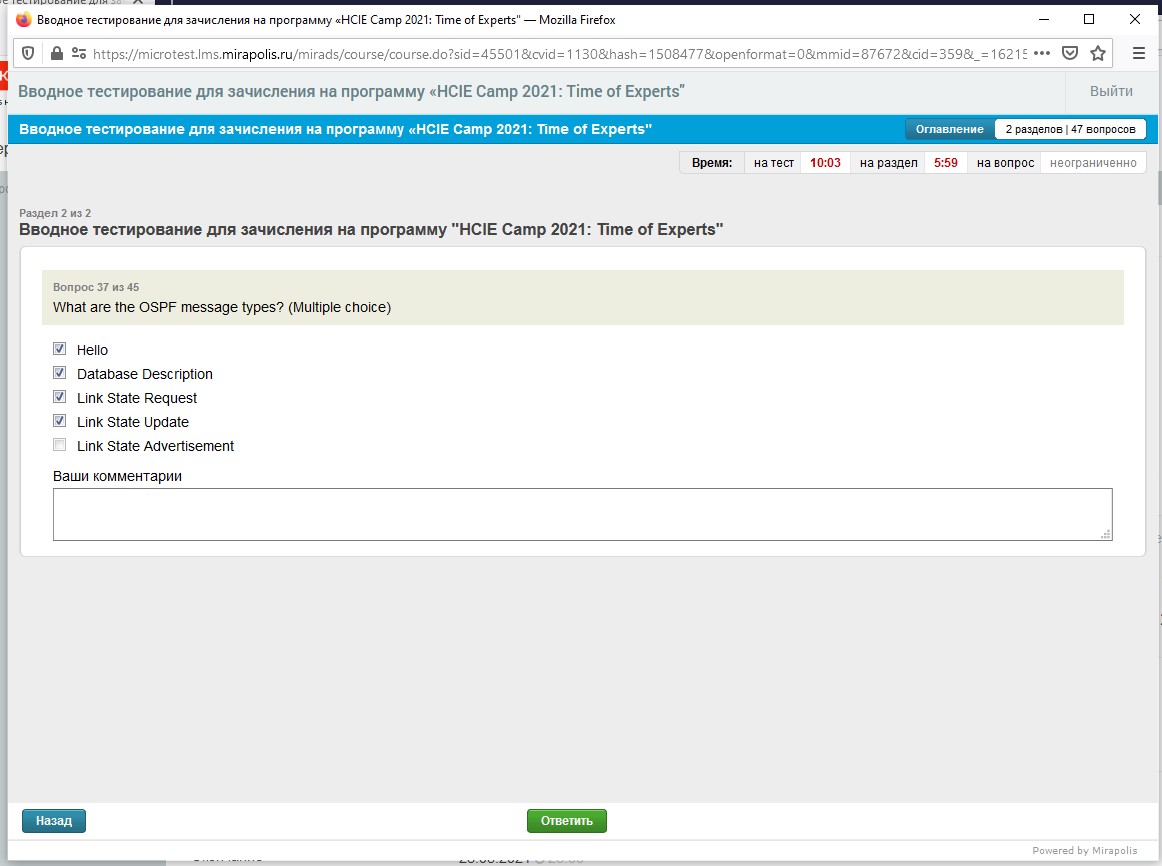 Вводное тестирование для зачисления на программу «HCIE Camp 2021: Time of Experts" — Mozilla Firefox
https://microtest.lms.mirapolis.ru/mirads/course/course.do?sid=45501&cvid=1130&hash=1508477&openformat=0&mmid=87672&cid=359&_=16215
Вводное тестирование для зачисления на программу «HCIE Camp 2021: Time of Experts"
Выйти
Вводное тестирование для зачисления на программу «HCIE Camp 2021: Time of Experts"
Оглавление 2 разделов | 47 вопросов
Время: на тест 10:03 на раздел 5:59 на вопрос неограниченно
Раздел 2 из 2
Вводное тестирование для зачисления на программу "HCIE Camp 2021: Time of Experts"
Вопрос 37 из 45
What are the OSPF message types? (Multiple choice)
Hello
Database Description
Link State Request
Link State Update
Link State Advertisement
Ваши комментарии
Назад
Ответить
Powered by Mirapolis